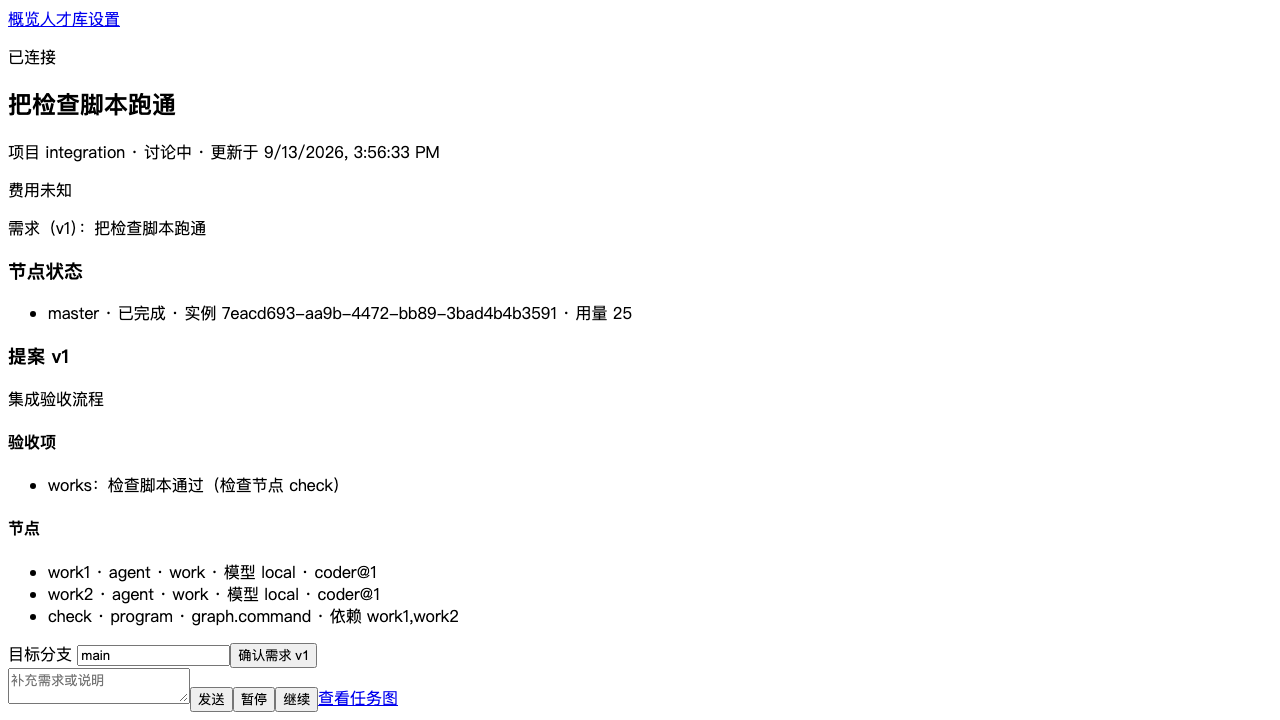 概览人才库设置
已连接
把检查脚本跑通
项目 integration · 讨论中 · 更新于 9/13/2026, 3:56:33 PM
费用未知
需求（v1）：把检查脚本跑通
节点状态
• master · 已完成 · 实例 7eacd693-aa9b-4472-bb89-3bad4b4b3591 · 用量 25
提案 v1
集成验收流程
验收项
• works：检查脚本通过（检查节点 check）
节点
• work1 · agent · work · 模型 local · coder@1
• work2 · agent · work · 模型 local · coder@1
• check · program · graph.command · 依赖 work1,work2
目标分支 main 确认需求 v1
补充需求或说明 发送 暂停 继续 查看任务图